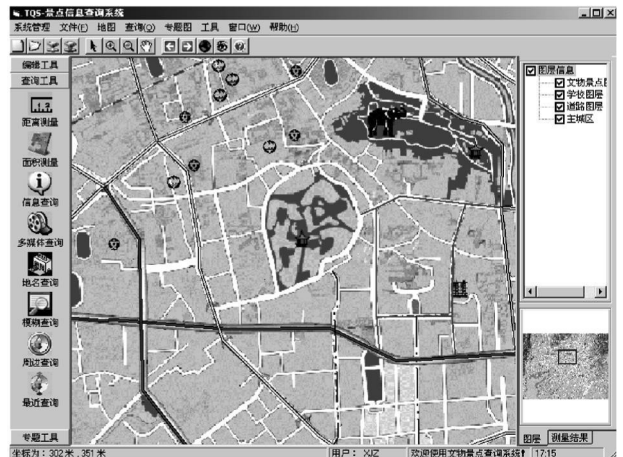 TQS-景点信息查询系统
系统管理 文件(F) 地图 查询(Q) 专题图 工具 窗口(W) 帮助(H)
编辑工具
查询工具
距离测量
面积测量
信息查询
多媒体查询
地名查询
模糊查询
周边查询
最近查询
专题工具
图层信息
文物景点
学校图层
道路图层
主城区
图层 测量结果
坐标为：302米，351米
用户： XJZ
欢迎使用文物景点查询系统!
17:15